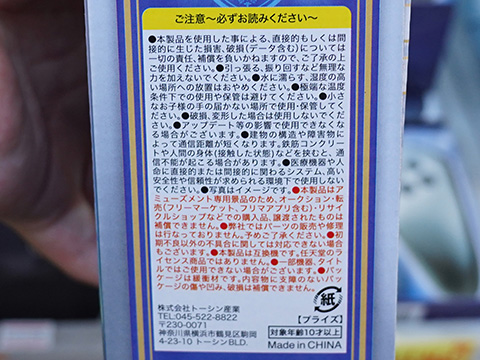 ご注意～必ずお読みください～
●本製品を使用した事による、直接的もしくは間
接的に生じた損害、破損(データ含む)については
一切の責任、補償を負いかねますので、ご了承の上
ご使用ください。●引っ張る、振り回すなど無理な
力を加えないでください。●水に濡らす、湿度の高
い場所への放置はおやめください。●極端な温度
条件下での使用や保管は避けてください。●小さ
なお子様の手の届かない場所で使用・保管してく
ださい。●破損、変形した場合は使用しないでくだ
さい。●アップデート等の影響で使用できなくな
る場合がございます。●建物の構造や障害物に
よって通信距離が短くなります。鉄筋コンクリー
トや人間の身体(接触した状態)などを挟むと、通
信不能が起こる場合があります。●医療機器や人
命に直接的または間接的に関わるシステム、高い
安全性や信頼性が求められる環境下で使用しない
でください。●写真はイメージです。●本製品はア
ミューズメント専用景品のため、オークション・転
売(フリーマーケット、フリマアプリ含む)・リサイ
クルショップなどでの購入品、譲渡されたものは
補償できません。●弊社ではパーツの販売や修理
は行なっておりません。予めご了承ください。●初
期不良以外の不具合に関しては対応できない場合
もございます。●本製品は互換機です。任天堂のラ
イセンス商品ではありません。●一部機器、タイト
ルではご使用できない場合がございます。●パッ
ケージは緩衝材です。内容物に支障のないパッケ
ージの傷や凹み、破損は補償できません。
株式会社トーシン産業
TEL:045-522-8822
〒230-0071
神奈川県横浜市鶴見区駒岡
4-23-10 トーシンBLD.
紙
【プライズ】
対象年齢10才以上
Made in CHINA